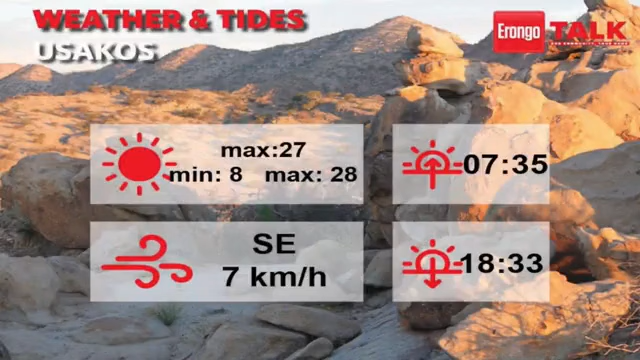 WEATHER & TIDES
USAKOS
Erongo TALK
max:27
min: 8 max: 28
07:35
SE
7 km/h
18:33